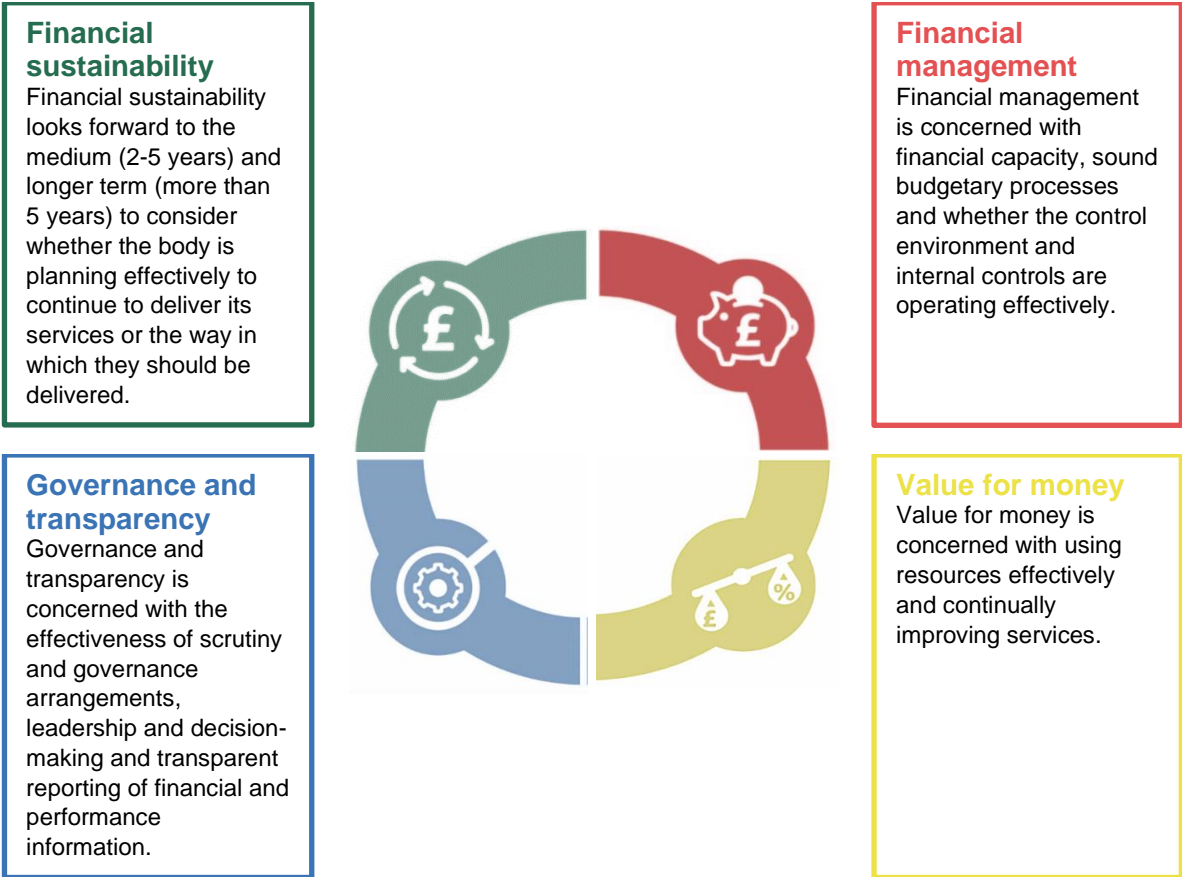 Financial
sustainability
Financial sustainability
looks forward to the
medium (2-5 years) and
longer term (more than
5 years) to consider
whether the body is
planning effectively to
continue to deliver its
services or the way in
which they should be
delivered.
Financial
management
Financial management
is concerned with
financial capacity, sound
budgetary processes
and whether the control
environment and
internal controls are
operating effectively.
£
£
Governance and
transparency
Governance and
transparency is
concerned with the
effectiveness of scrutiny
and governance
arrangements,
leadership and decision-
making and transparent
reporting of financial and
performance
information.
£
%
Value for money
Value for money is
concerned with using
resources effectively
and continually
improving services.